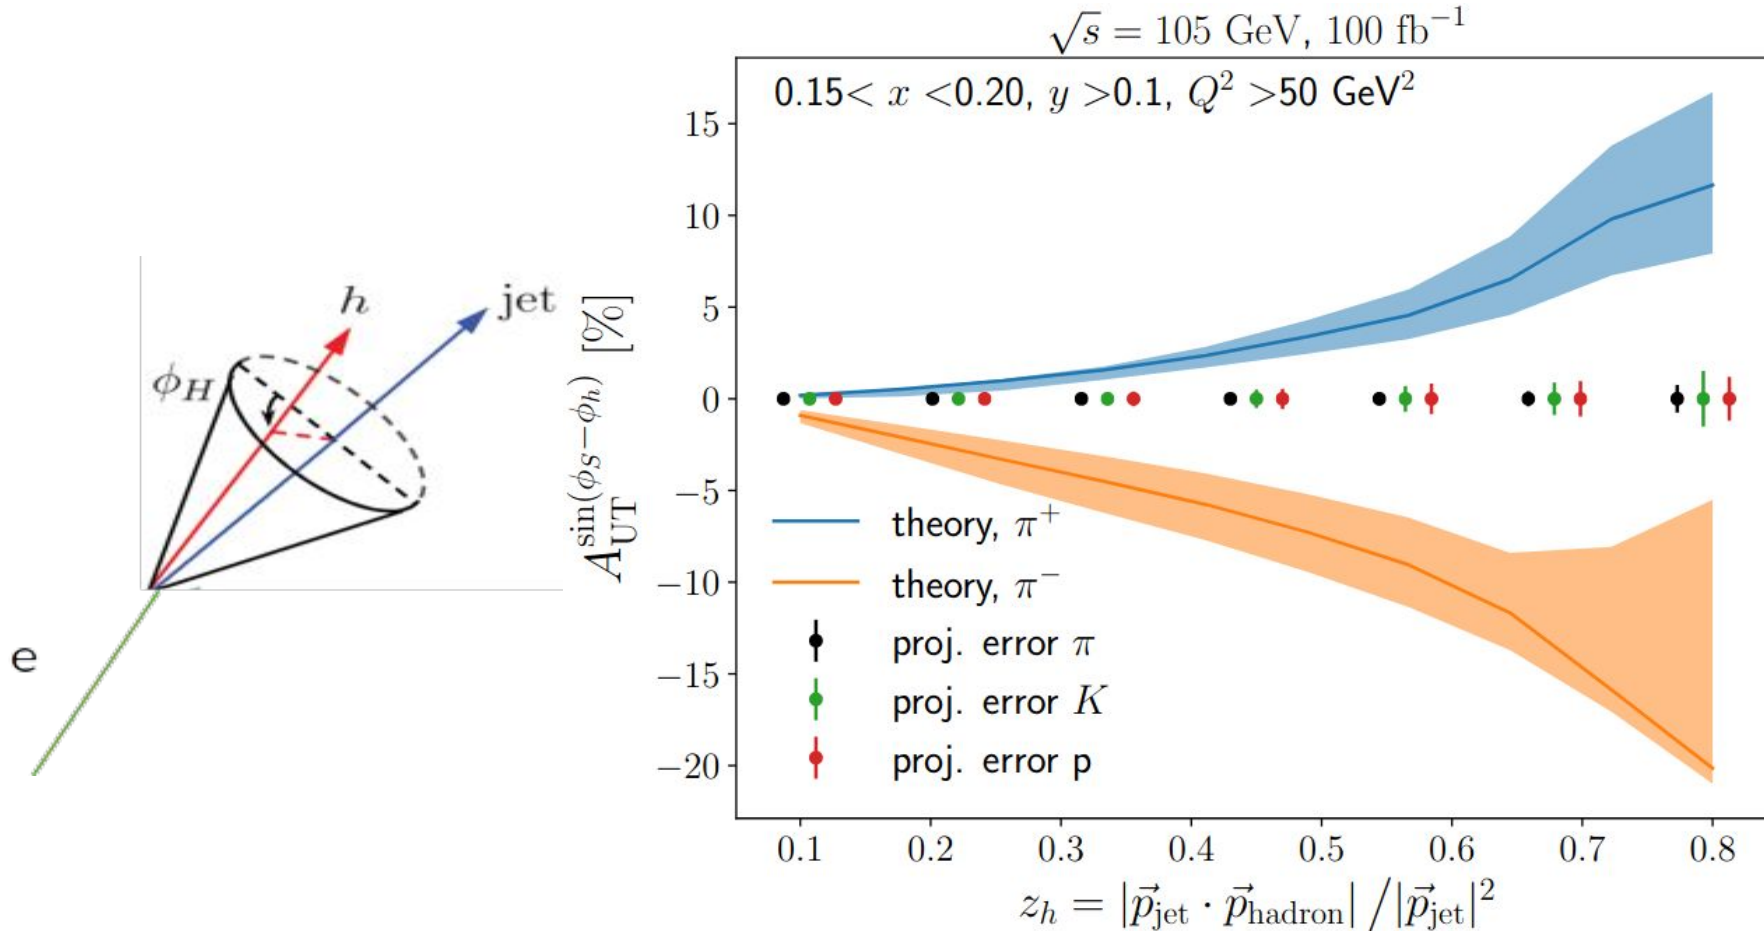 h
jet
ϕ_H
e
√s = 105 GeV, 100 fb⁻¹
0.15< x <0.20, y >0.1, Q² >50 GeV²
A_UT^sin(ϕ_S−ϕ_h) [%]
15
10
5
0
−5
−10
−15
−20
theory, π⁺
theory, π⁻
proj. error π
proj. error K
proj. error p
0.1 0.2 0.3 0.4 0.5 0.6 0.7 0.8
z_h = |p⃗_jet · p⃗_hadron| / |p⃗_jet|²